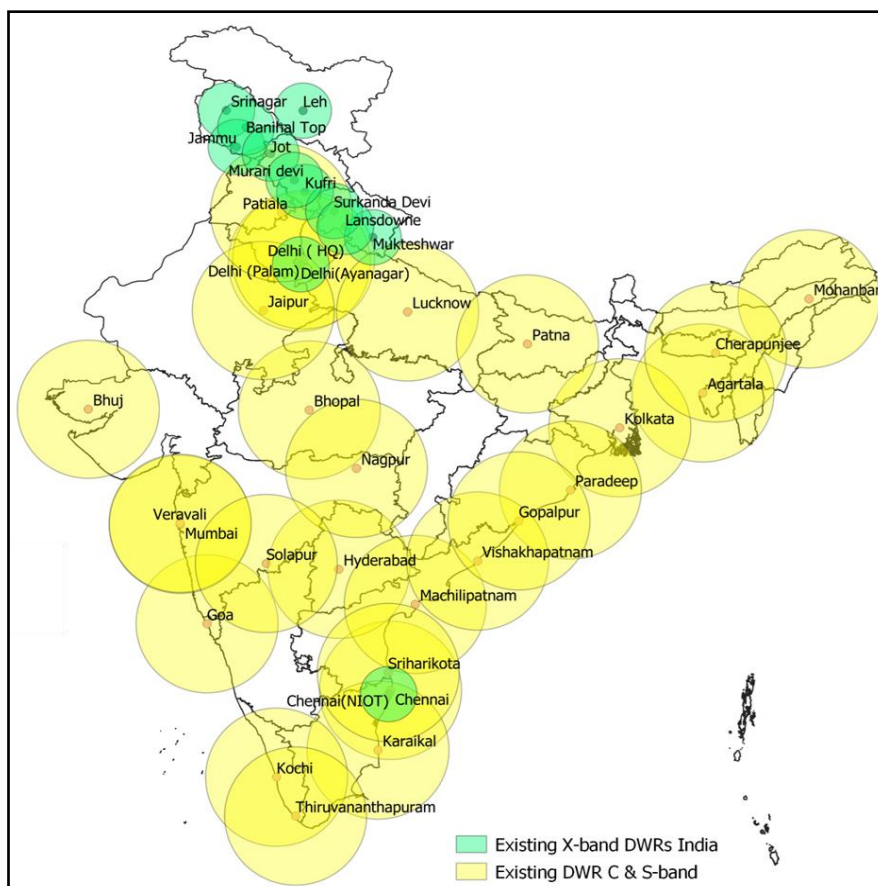 Srinagar
Leh
Banihal Top
Jammu
Jot
Murari devi
Kufri
Patiala
Surkanda Devi
Lansdowne
Mukteshwar
Delhi ( HQ)
Delhi (Palam)
Delhi(Ayanagar)
Jaipur
Lucknow
Mohanbari
Patna
Cherapunjee
Agartala
Bhuj
Bhopal
Kolkata
Nagpur
Paradeep
Veravali
Gopalpur
Mumbai
Solapur
Hyderabad
Vishakhapatnam
Machilipatnam
Goa
Sriharikota
Chennai(NIOT)
Chennai
Karaikal
Kochi
Thiruvananthapuram
Existing X-band DWRs India
Existing DWR C & S-band